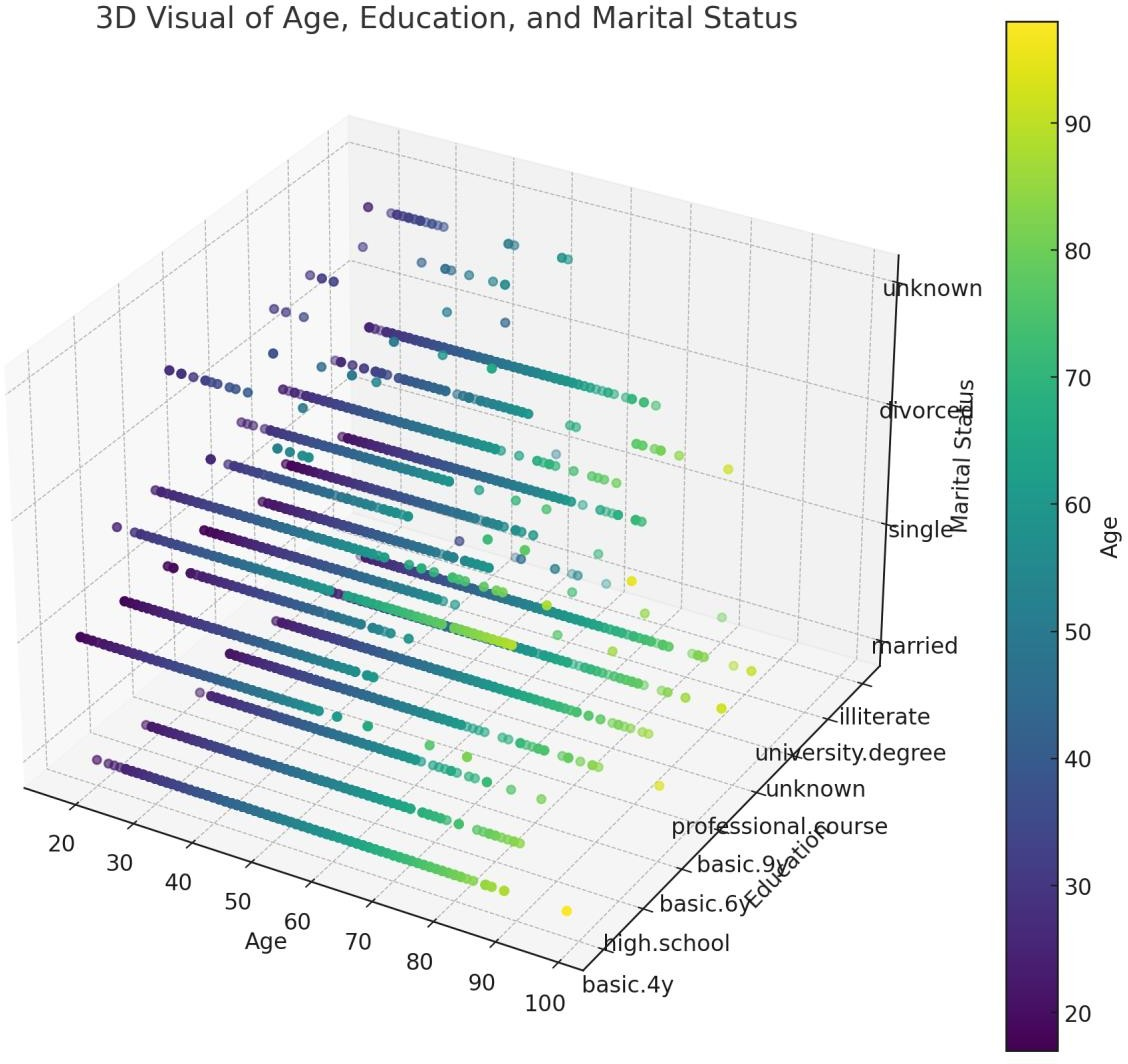 3D Visual of Age, Education, and Marital Status
90
80
70
60
50
40
30
20
Age
unknown
divorced
single
married
Marital Status
illiterate
university.degree
unknown
professional.course
basic.9y
basic.6y
high.school
basic.4y
Education
20
30
40
50
60
70
80
90
100
Age